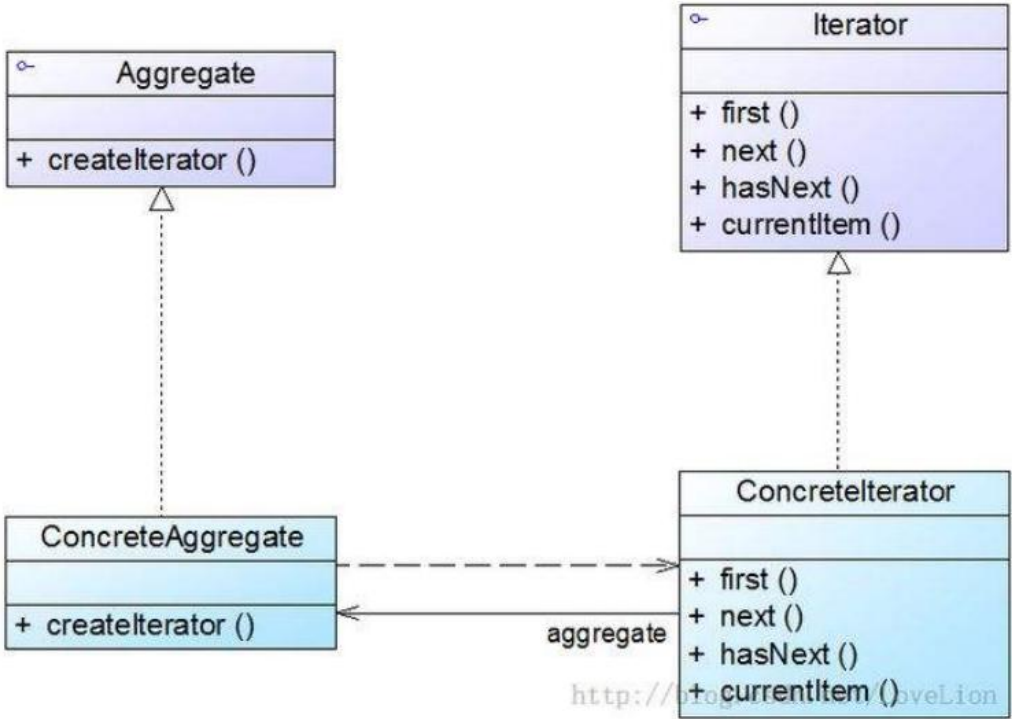 Aggregate
+ createIterator ()
Iterator
+ first ()
+ next ()
+ hasNext ()
+ currentItem ()
ConcreteAggregate
+ createIterator ()
aggregate
ConcreteIterator
+ first ()
+ next ()
+ hasNext ()
+ currentItem ()